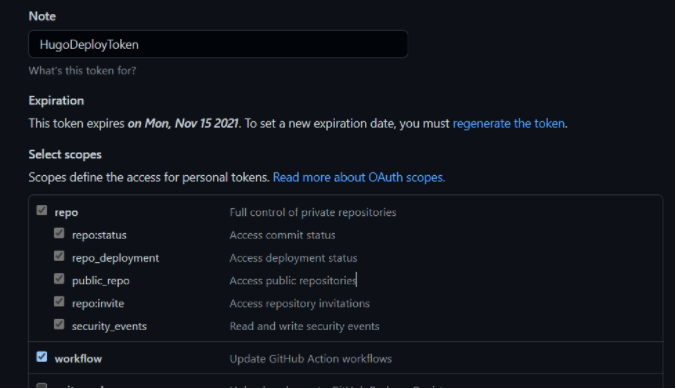 Note
HugoDeployToken
What's this token for?
Expiration
This token expires on Mon, Nov 15 2021. To set a new expiration date, you must regenerate the token.
Select scopes
Scopes define the access for personal tokens. Read more about OAuth scopes.
repo Full control of private repositories
repo:status Access commit status
repo_deployment Access deployment status
public_repo Access public repositories
repo:invite Access repository invitations
security_events Read and write security events
workflow Update GitHub Action workflows